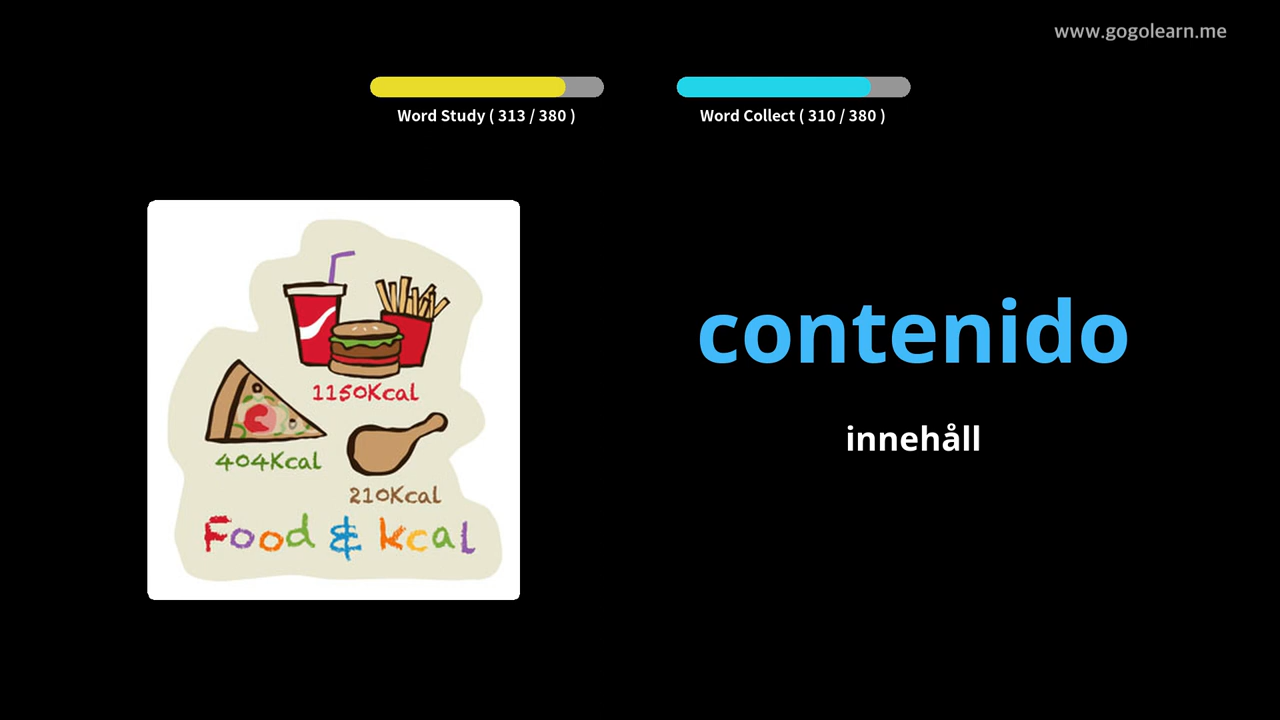 www.gogolearn.me
Word Study ( 313 / 380 )
Word Collect ( 310 / 380 )
1150Kcal
404Kcal
210Kcal
Food & kcal
contenido
innehåll